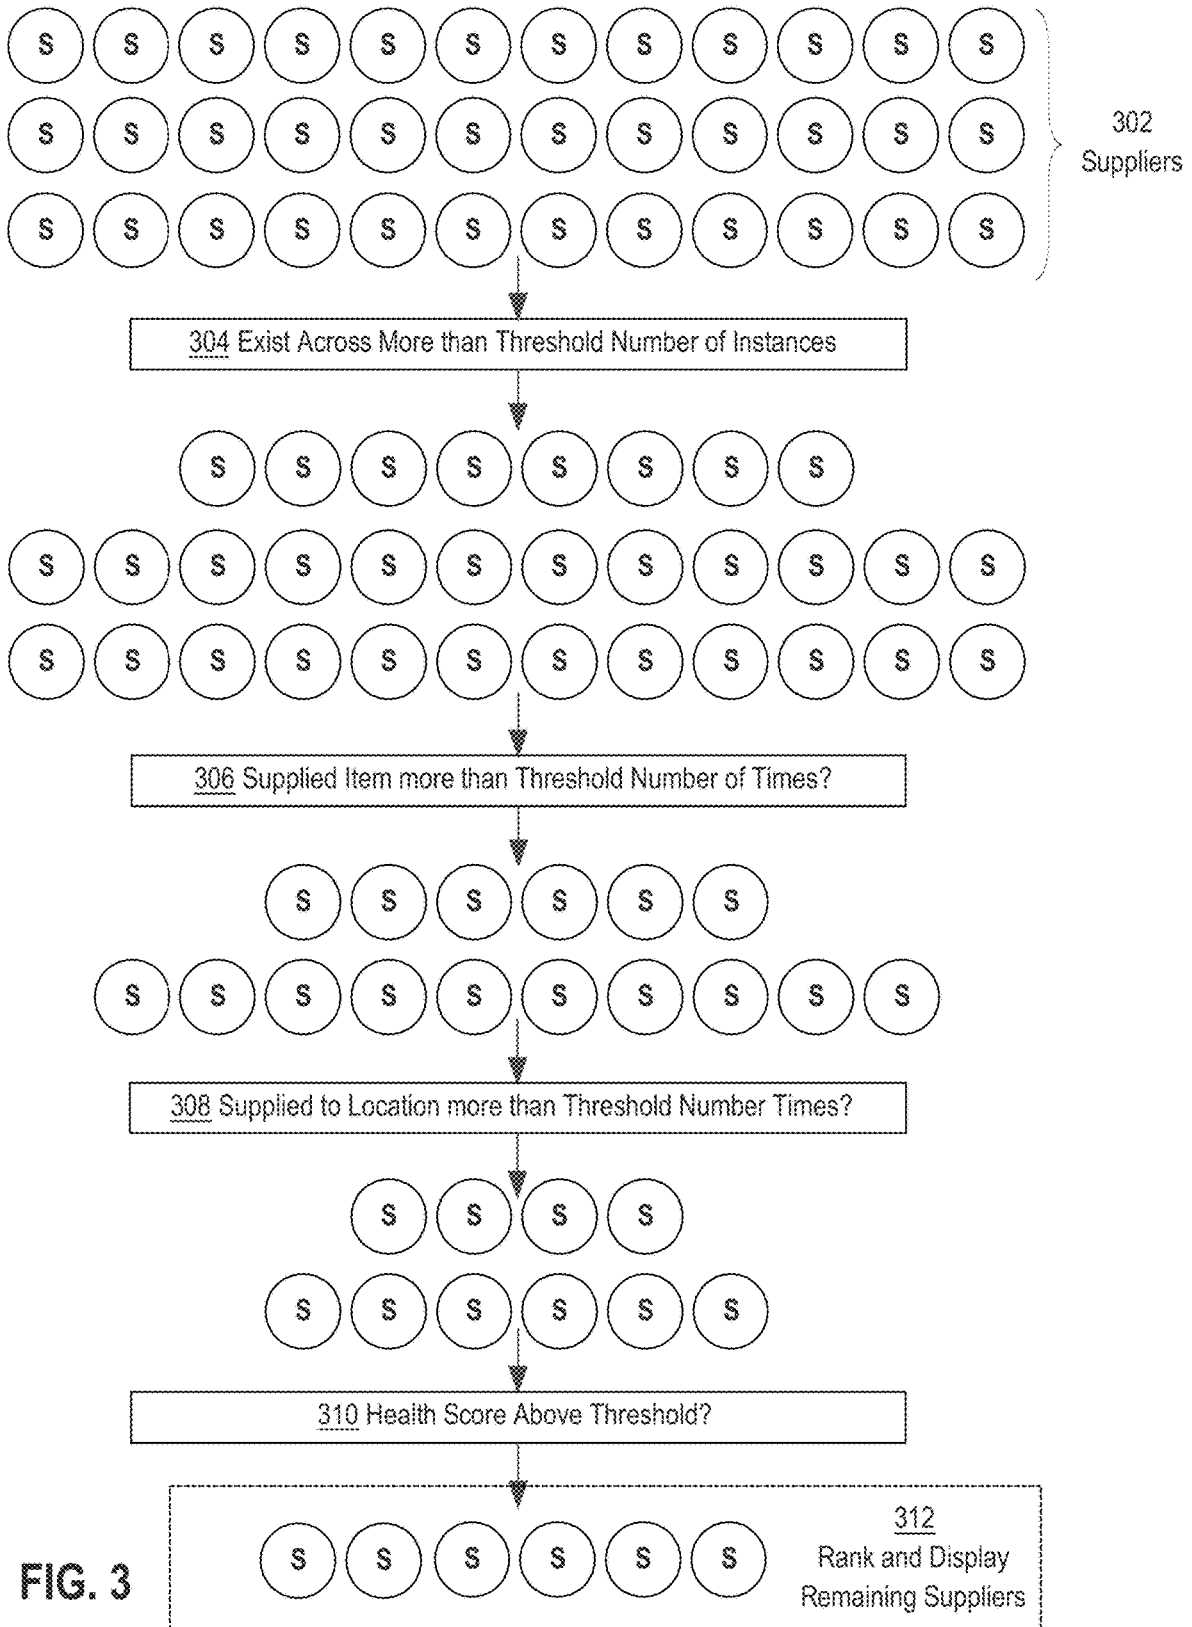 S S S S S S S S S S S S
S S S S S S S S S S S S
302
Suppliers
S S S S S S S S S S S S
304 Exist Across More than Threshold Number of Instances
S S S S S S S S
S S S S S S S S S S S S
S S S S S S S S S S S S
306 Supplied Item more than Threshold Number of Times?
S S S S S S
S S S S S S S S S S
308 Supplied to Location more than Threshold Number Times?
S S S S
S S S S S S
310 Health Score Above Threshold?
S S S S S S
312
Rank and Display
Remaining Suppliers
FIG. 3